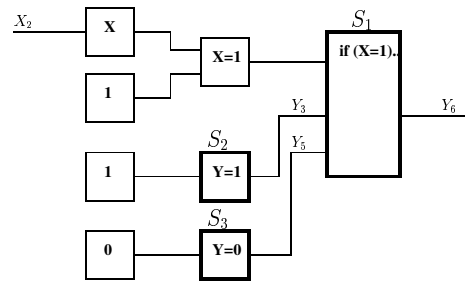 S₁
X₂
X
if (X=1)..
X=1
1
Y₃
Y₆
S₂
Y₅
1
Y=1
S₃
0
Y=0